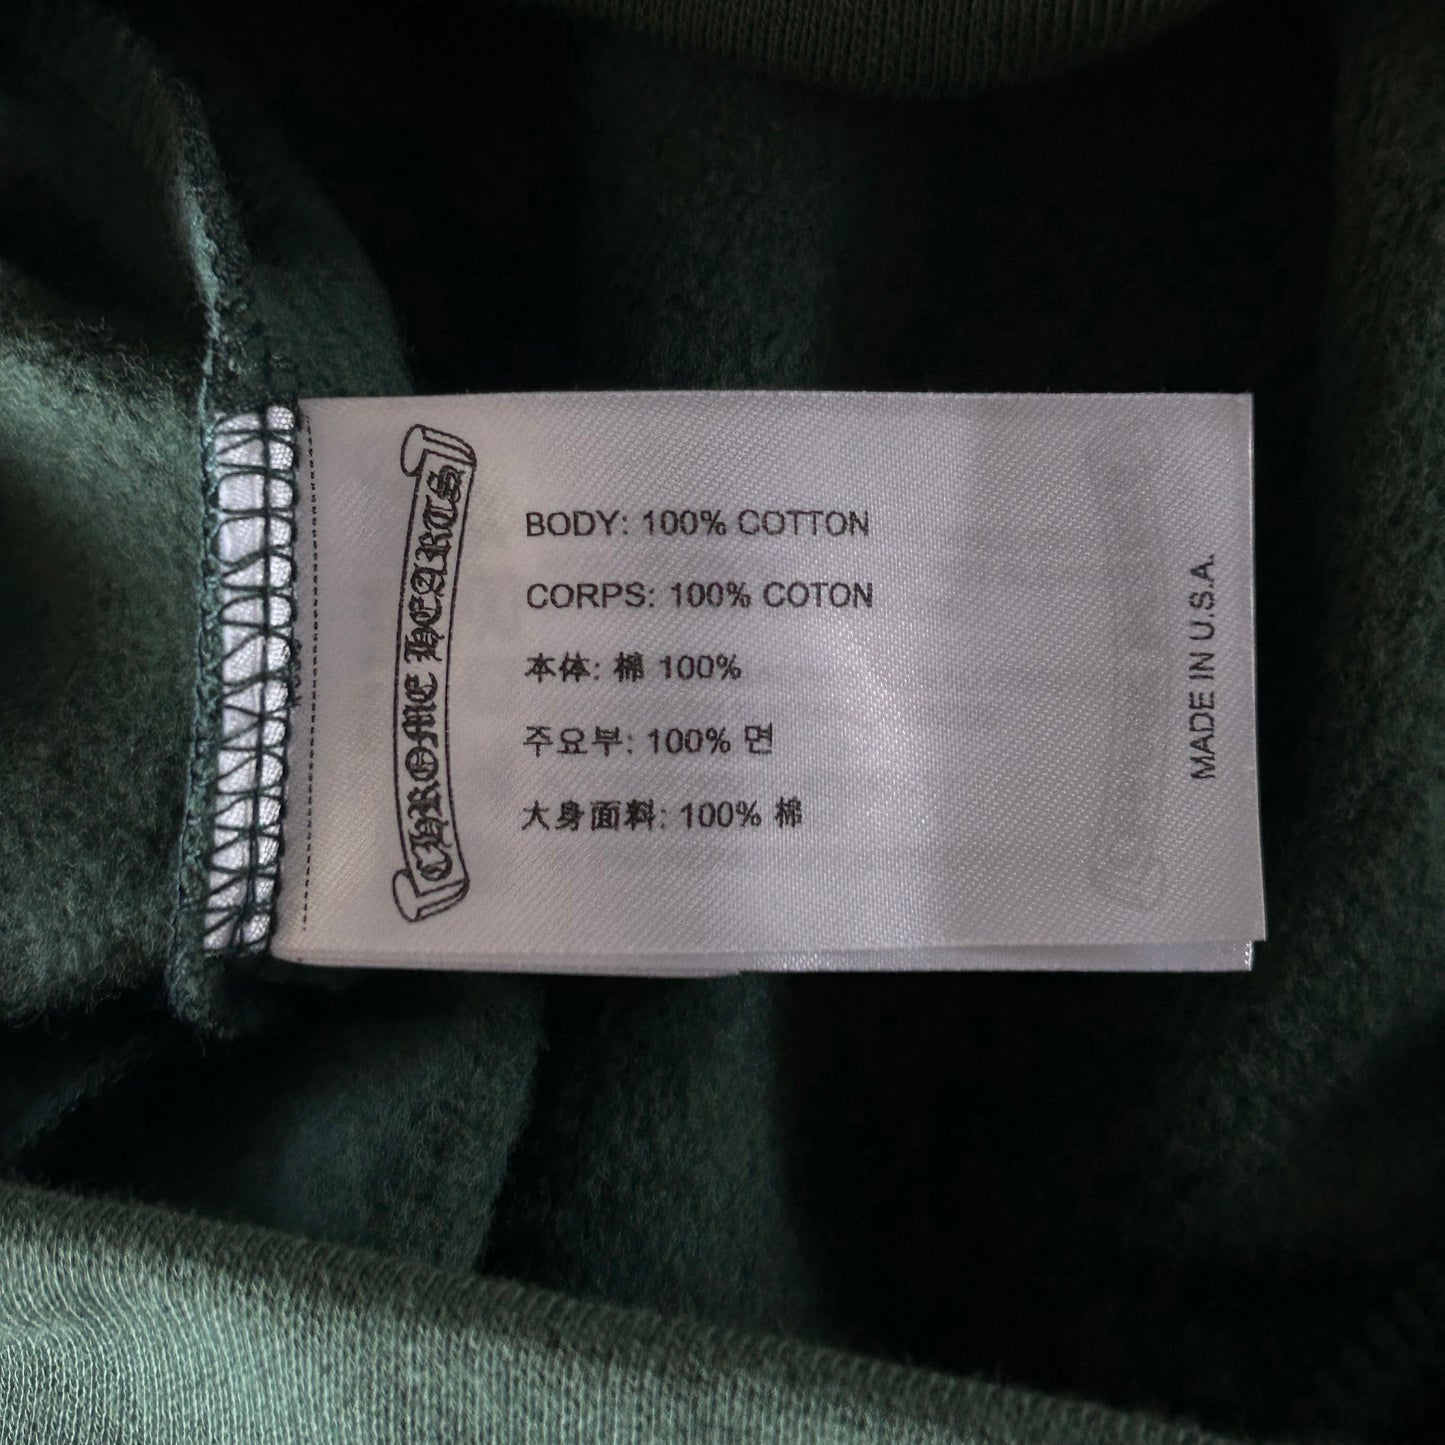 CHROME HEARTS
BODY: 100% COTTON
CORPS: 100% COTON
本体: 棉 100%
주요부: 100% 면
大身面料: 100% 棉
MADE IN U.S.A.